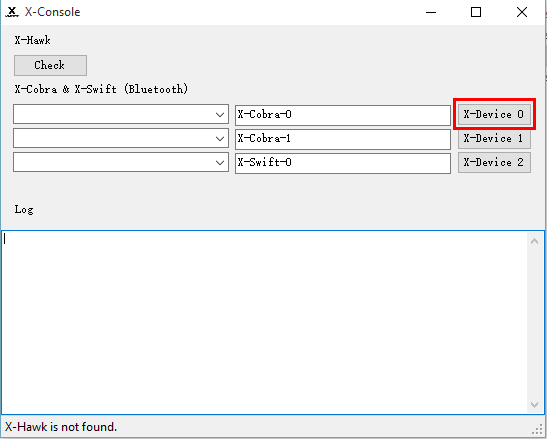 X-Console
X-Hawk
Check
X-Cobra & X-Swift (Bluetooth)
X-Cobra-0 X-Device 0
X-Cobra-1 X-Device 1
X-Swift-0 X-Device 2
Log
X-Hawk is not found.